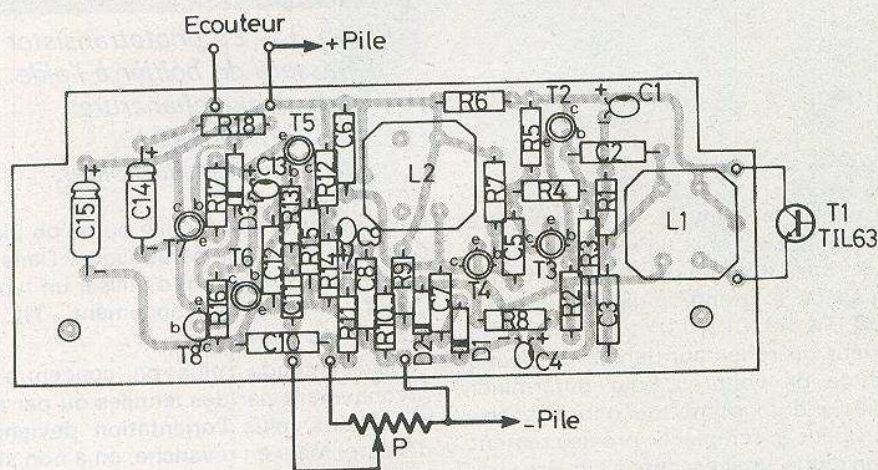 Ecouteur
+Pile
R18
T5
C6
R6
T2
C1
R5
C2
R12
L2
C13
R17
D3
R13
R7
R4
R1
L1
T1
TIL63
C15
C14
T7
T6
C12
R15
R14
C9
C8
R9
C7
T4
C5
T3
R3
R16
C11
R11
R10
D2
D1
R8
R2
C3
T8
C10
C4
P
-Pile